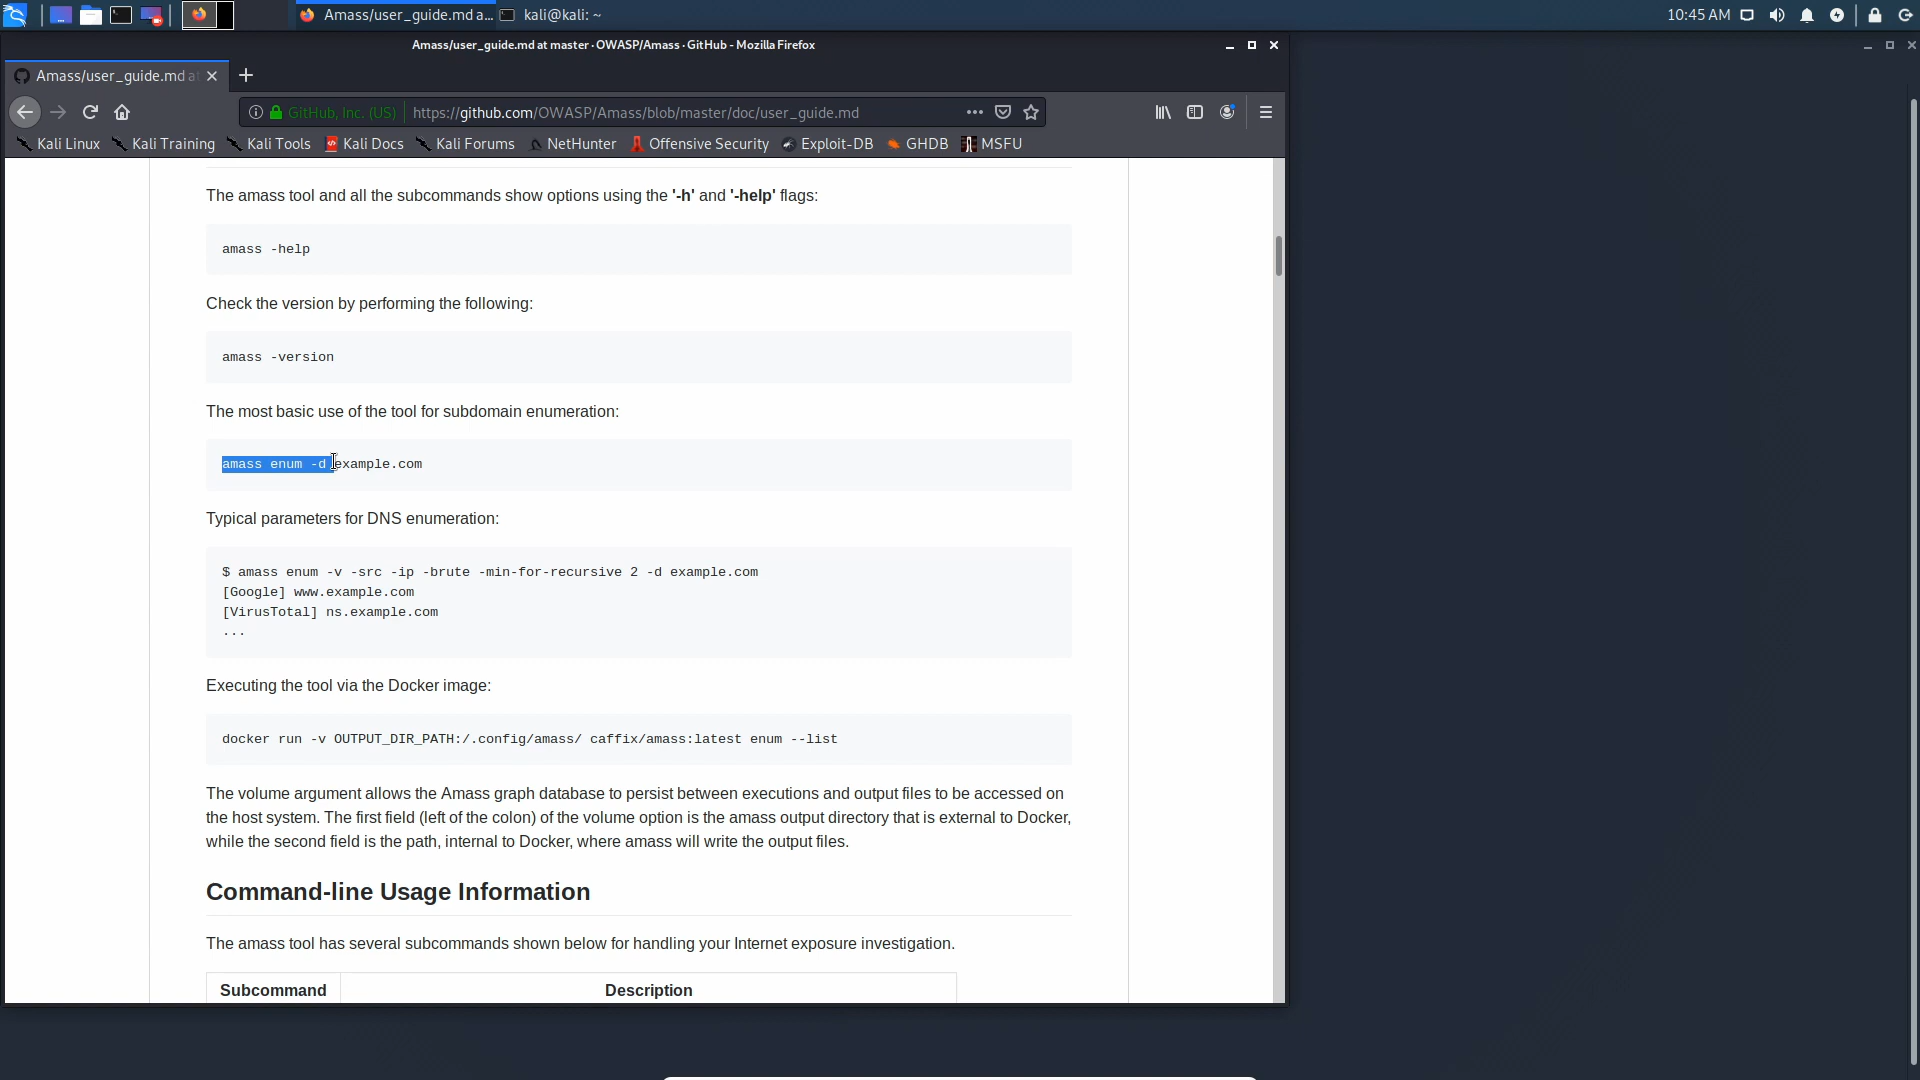 Amass/user_guide.md a... kali@kali: ~ 10:45 AM
Amass/user_guide.md at master · OWASP/Amass · GitHub - Mozilla Firefox
Amass/user_guide.md a
GitHub, Inc. (US) https://github.com/OWASP/Amass/blob/master/doc/user_guide.md
Kali Linux Kali Training Kali Tools Kali Docs Kali Forums NetHunter Offensive Security Exploit-DB GHDB MSFU
The amass tool and all the subcommands show options using the '-h' and '-help' flags:
amass -help
Check the version by performing the following:
amass -version
The most basic use of the tool for subdomain enumeration:
amass enum -d example.com
Typical parameters for DNS enumeration:
$ amass enum -v -src -ip -brute -min-for-recursive 2 -d example.com
[Google] www.example.com
[VirusTotal] ns.example.com
...
Executing the tool via the Docker image:
docker run -v OUTPUT_DIR_PATH:/.config/amass/ caffix/amass:latest enum --list
The volume argument allows the Amass graph database to persist between executions and output files to be accessed on
the host system. The first field (left of the colon) of the volume option is the amass output directory that is external to Docker,
while the second field is the path, internal to Docker, where amass will write the output files.
Command-line Usage Information
The amass tool has several subcommands shown below for handling your Internet exposure investigation.
Subcommand Description